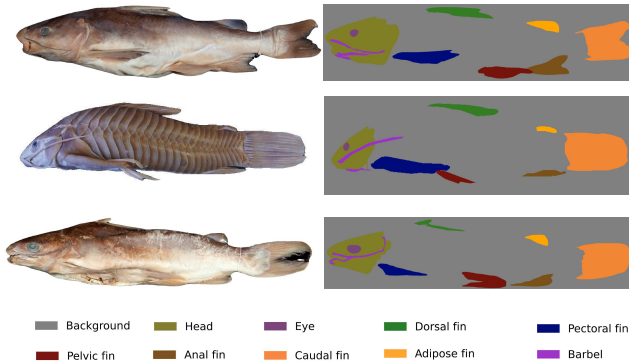 Background Head Eye Dorsal fin Pectoral fin
Pelvic fin Anal fin Caudal fin Adipose fin Barbel